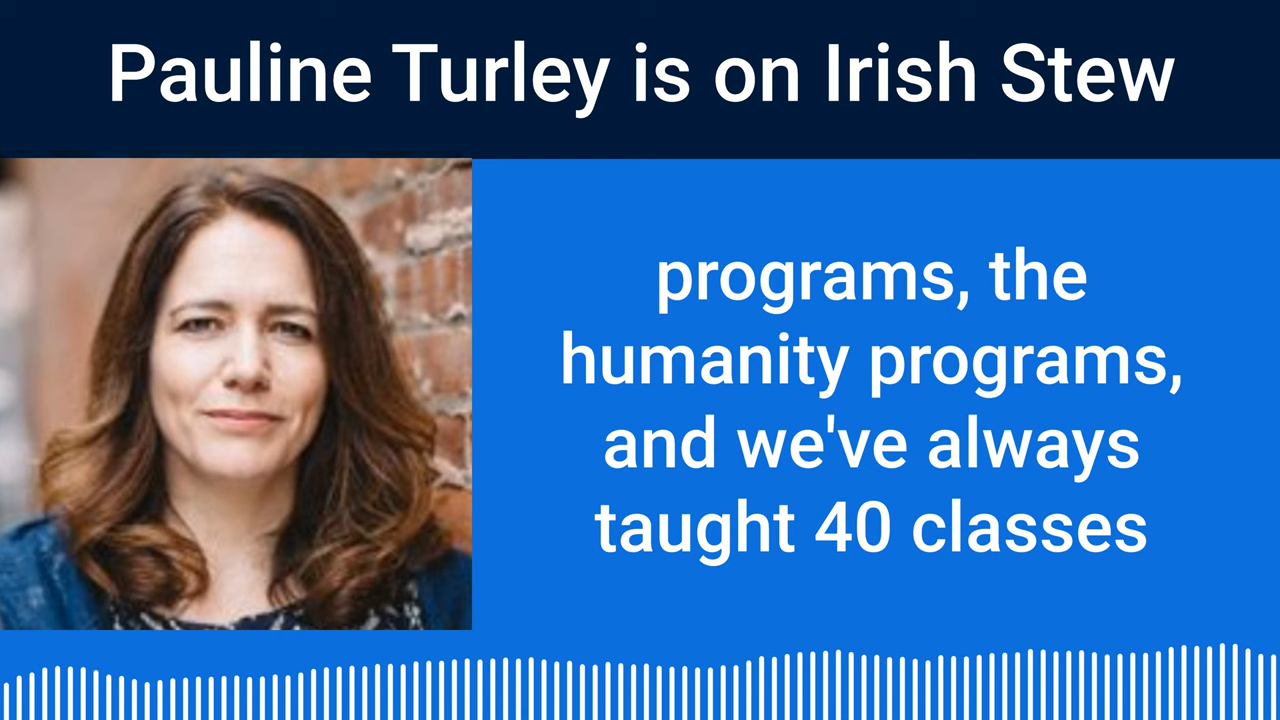 Pauline Turley is on Irish Stew
programs, the
humanity programs,
and we've always
taught 40 classes